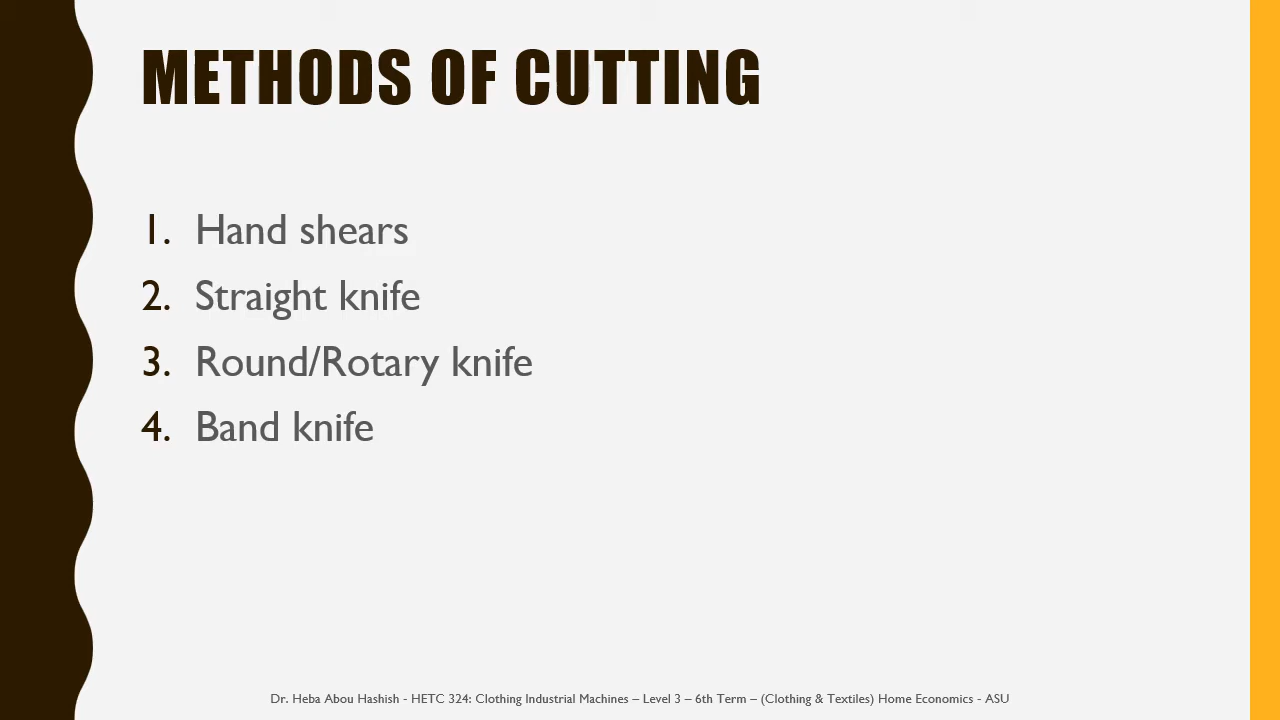 METHODS OF CUTTING
1. Hand shears
2. Straight knife
3. Round/Rotary knife
4. Band knife
Dr. Heba Abou Hashish - HETC 324: Clothing Industrial Machines – Level 3 – 6th Term – (Clothing & Textiles) Home Economics - ASU